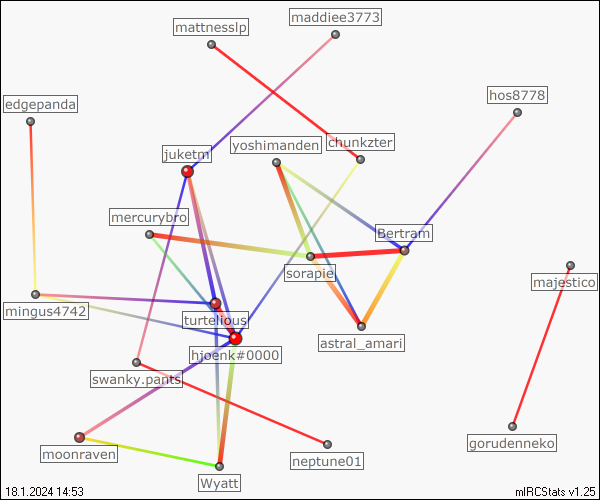 maddiee3773
mattnesslp
hos8778
edgepanda
chunkzter
yoshimanden
juketm
mercurybro
Bertram
sorapie
majestico
mingus4742
turtelious
astral_amari
hjoenk#0000
swanky.pants
gorudenneko
moonraven
neptune01
Wyatt
18.1.2024 14:53
mIRCStats v1.25